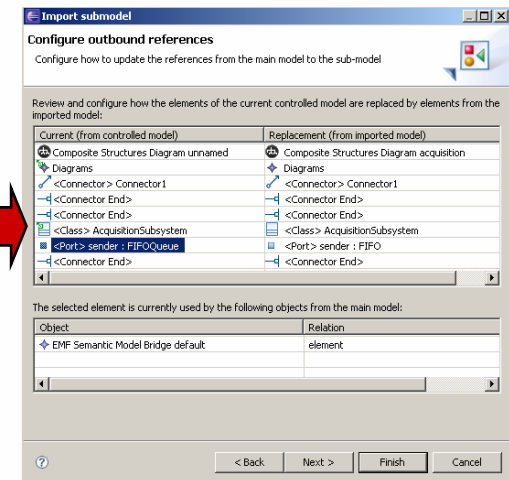 Import submodel
Configure outbound references
Configure how to update the references from the main model to the sub-model
Review and configure how the elements of the current controlled model are replaced by elements from the
imported model:
Current (from controlled model) Replacement (from imported model)
Composite Structures Diagram unnamed Composite Structures Diagram acquisition
Diagrams Diagrams
<Connector> Connector1 <Connector> Connector1
<Connector End> <Connector End>
<Connector End> <Connector End>
<Class> AcquisitionSubsystem <Class> AcquisitionSubsystem
<Port> sender : FIFOQueue <Port> sender : FIFO
<Connector End> <Connector End>
The selected element is currently used by the following objects from the main model:
Object Relation
EMF Semantic Model Bridge default element
? < Back Next > Finish Cancel